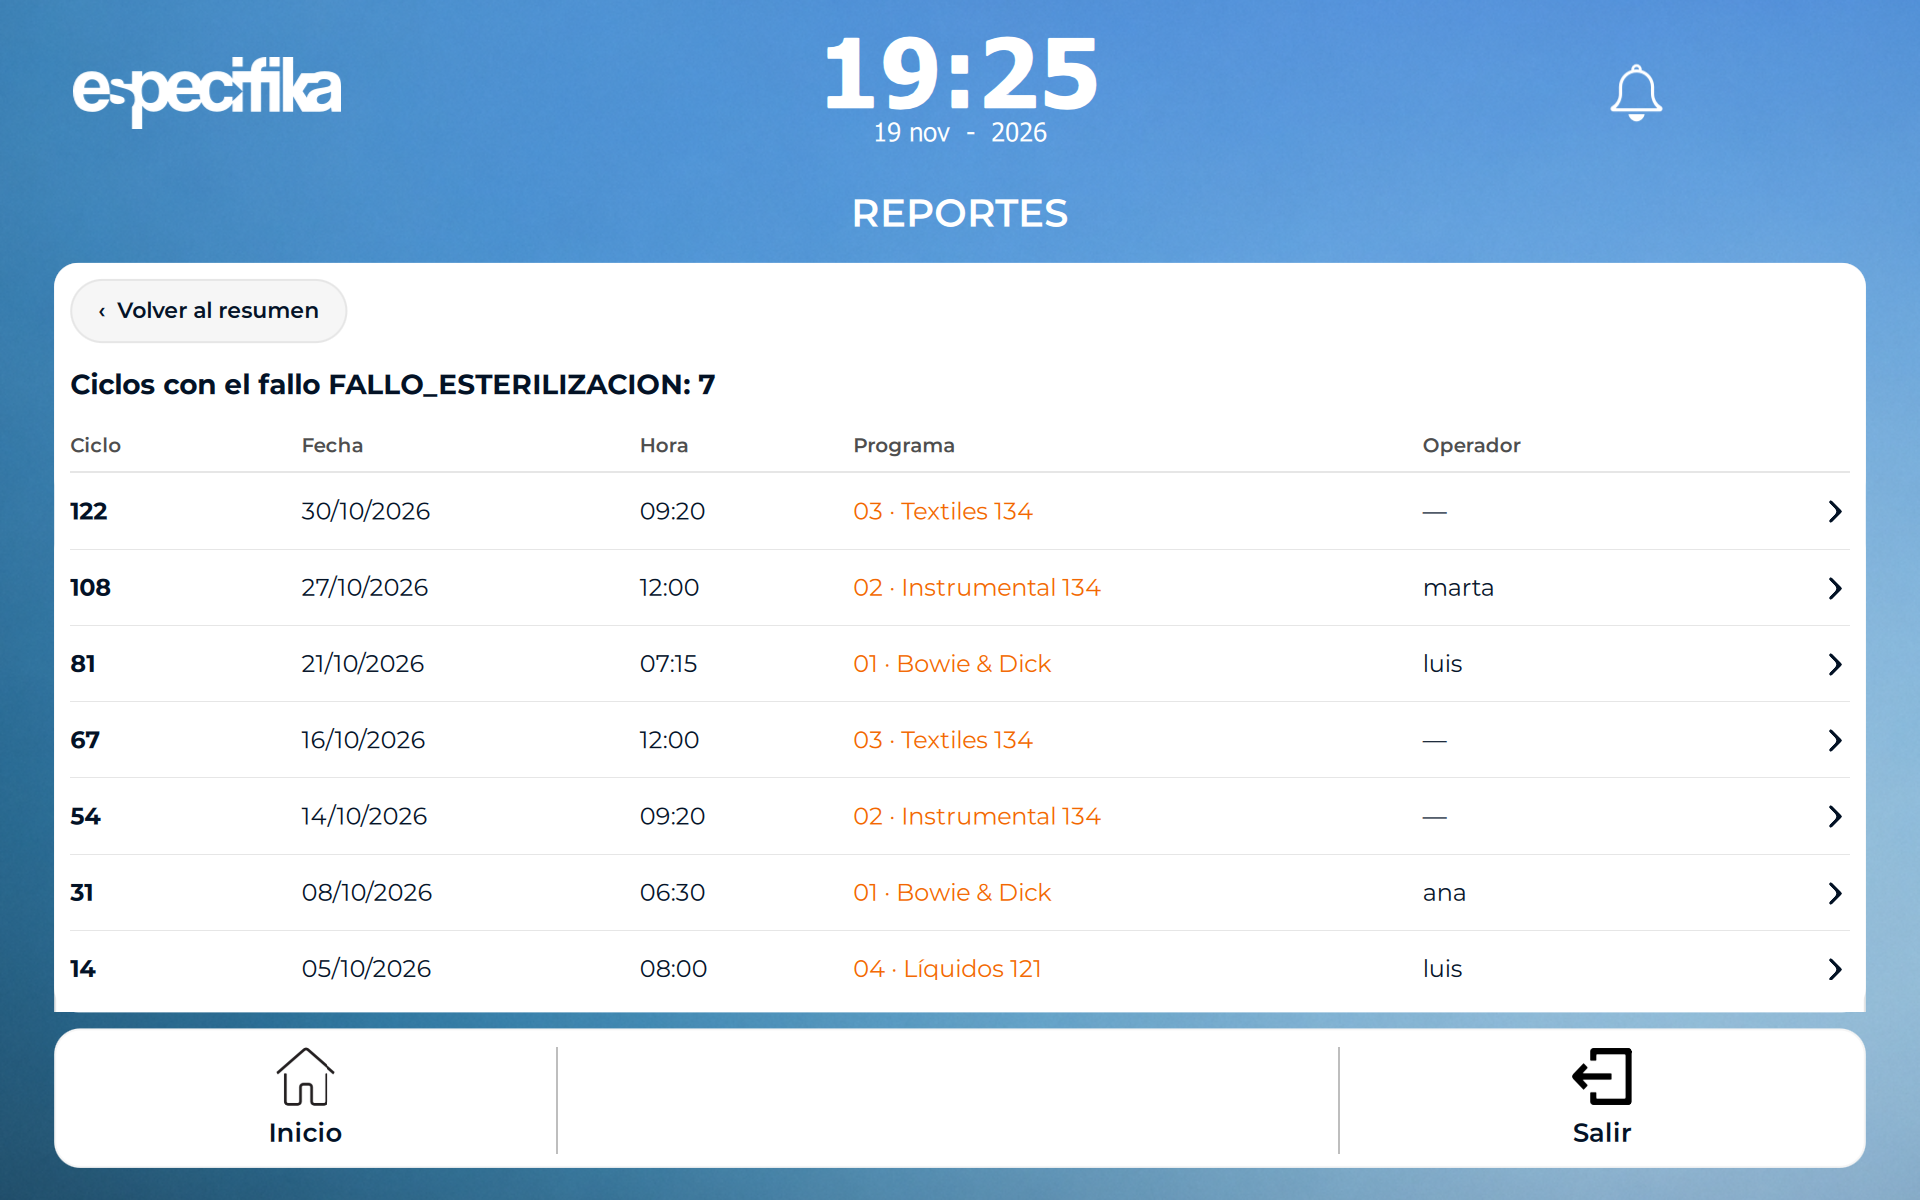 especifika
19:25
19 nov - 2026
REPORTES
‹ Volver al resumen
Ciclos con el fallo FALLO_ESTERILIZACION: 7
Ciclo Fecha Hora Programa Operador
122 30/10/2026 09:20 03 · Textiles 134 —
108 27/10/2026 12:00 02 · Instrumental 134 marta
81 21/10/2026 07:15 01 · Bowie & Dick luis
67 16/10/2026 12:00 03 · Textiles 134 —
54 14/10/2026 09:20 02 · Instrumental 134 —
31 08/10/2026 06:30 01 · Bowie & Dick ana
14 05/10/2026 08:00 04 · Líquidos 121 luis
Inicio Salir